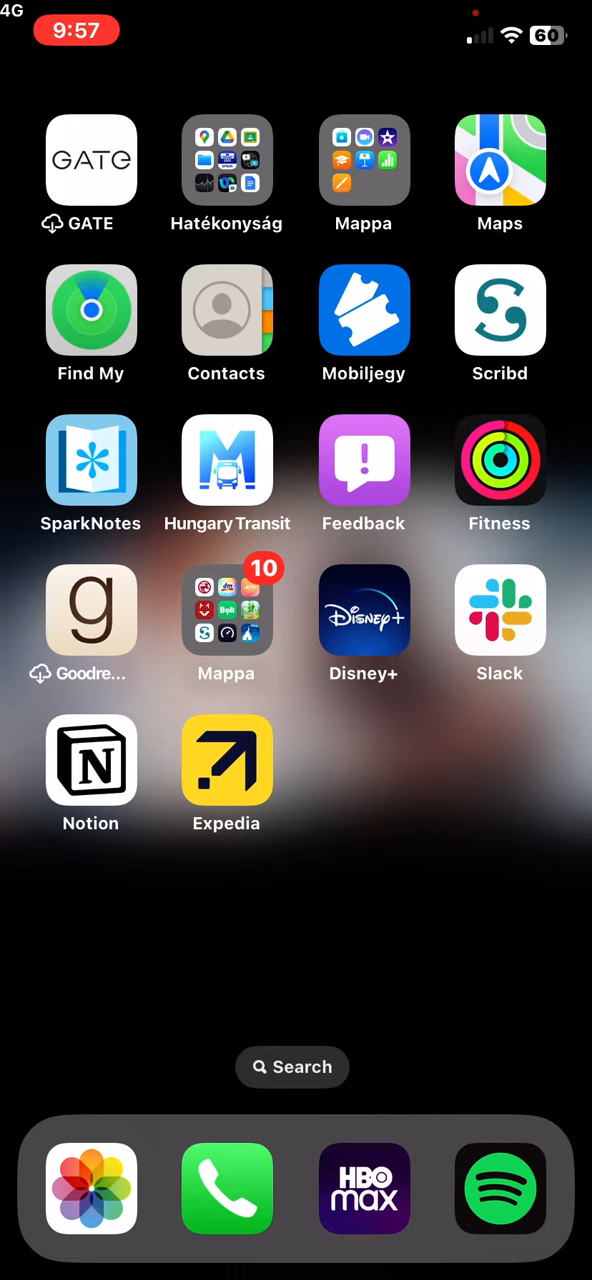 4G
9:57
60
GATE
GATE Hatékonyság Mappa Maps
Find My Contacts Mobiljegy Scribd
SparkNotes Hungary Transit Feedback Fitness
10
Bolt
Disney+
Goodre... Mappa Disney+ Slack
Notion Expedia
Search
HBO
max